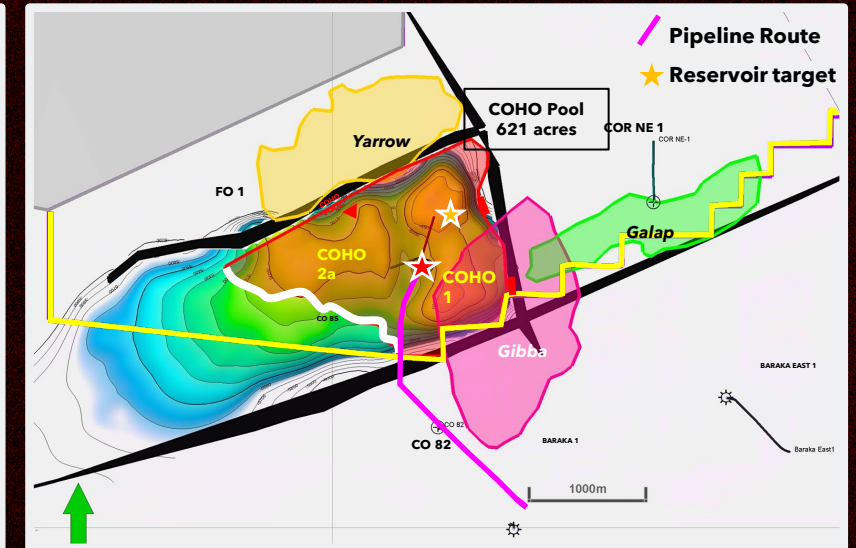 Pipeline Route
Reservoir target
COHO Pool
621 acres
COR NE 1
COR NE-1
Yarrow
FO 1
COHO
2a
COHO
1
Galap
CO 85
Gibba
BARAKA EAST 1
CO 82
CO 82
BARAKA 1
Baraka East1
1000m